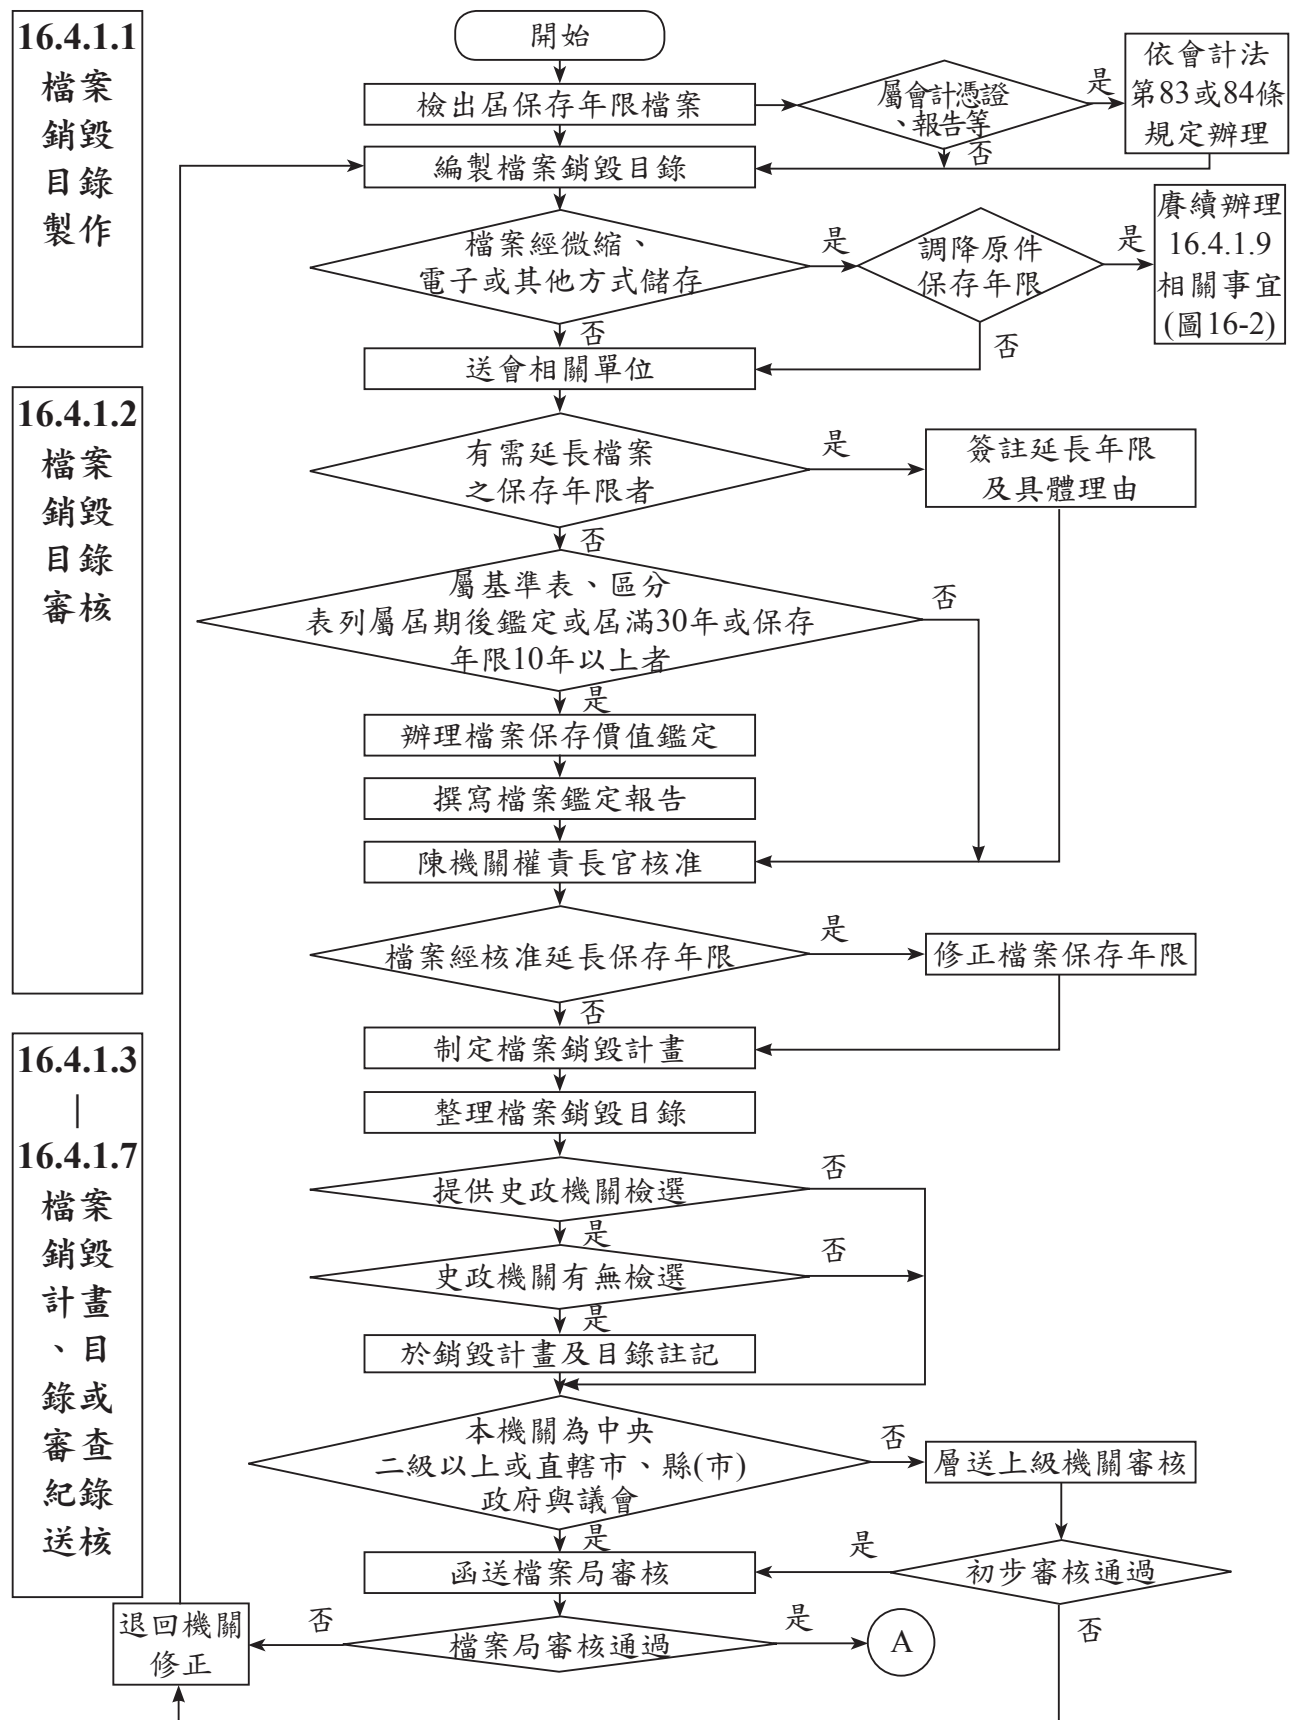 16.4.1.1
檔案
銷毀
目錄
製作
開始
檢出屆保存年限檔案
屬會計憑證
、報告等
是
依會計法
第83或84條
規定辦理
否
編製檔案銷毀目錄
檔案經微縮、
電子或其他方式儲存
是
調降原件
保存年限
是
賡續辦理
16.4.1.9
相關事宜
(圖16-2)
否
否
送會相關單位
16.4.1.2
檔案
銷毀
目錄
審核
有需延長檔案
之保存年限者
是
簽註延長年限
及具體理由
否
屬基準表、區分
表列屬屆期後鑑定或屆滿30年或保存
年限10年以上者
否
是
辦理檔案保存價值鑑定
撰寫檔案鑑定報告
陳機關權責長官核准
檔案經核准延長保存年限
是
修正檔案保存年限
否
16.4.1.3
|
16.4.1.7
檔案
銷毀
計畫
、目
錄或
審查
紀錄
送核
制定檔案銷毀計畫
整理檔案銷毀目錄
提供史政機關檢選
否
是
史政機關有無檢選
否
是
於銷毀計畫及目錄註記
本機關為中央
二級以上或直轄市、縣(市)
政府與議會
否
層送上級機關審核
是
函送檔案局審核
是
初步審核通過
否
退回機關
修正
否
檔案局審核通過
是
A